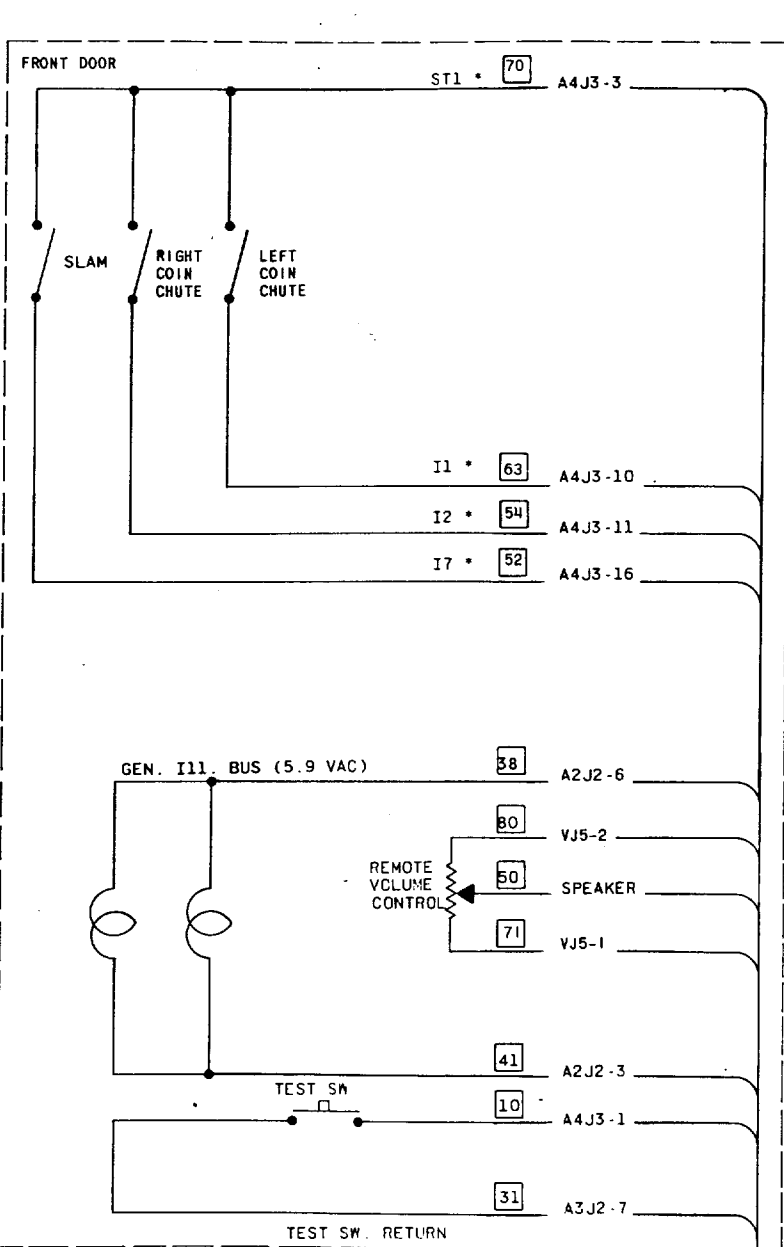 FRONT DOOR
ST1 * 70 A4J3-3
SLAM
RIGHT
COIN
CHUTE
LEFT
COIN
CHUTE
I1 * 63 A4J3-10
I2 * 54 A4J3-11
I7 * 52 A4J3-16
GEN. Ill. BUS (5.9 VAC) 38 A2J2-6
80 VJ5-2
REMOTE
VOLUME
CONTROL
50 SPEAKER
71 VJ5-1
41 A2J2-3
TEST SW
10 A4J3-1
31 A3J2-7
TEST SW. RETURN